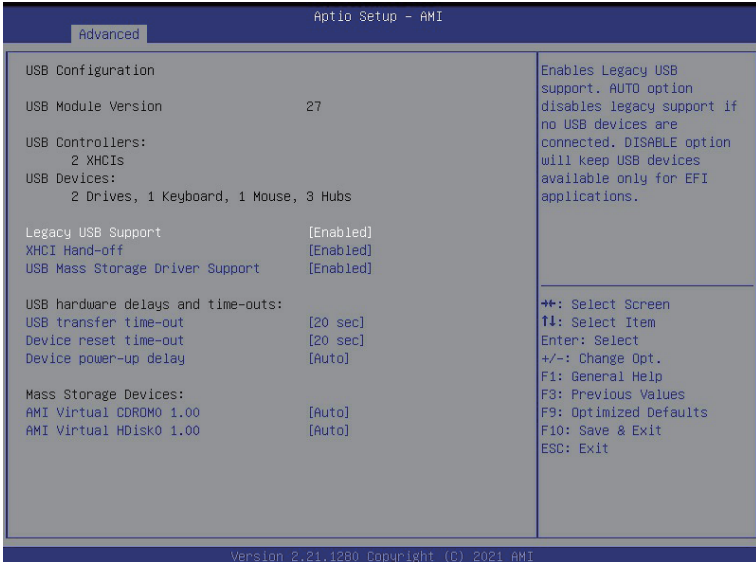 Aptio Setup – AMI
Advanced
USB Configuration
USB Module Version 27
USB Controllers:
2 XHCIs
USB Devices:
2 Drives, 1 Keyboard, 1 Mouse, 3 Hubs
Legacy USB Support [Enabled]
XHCI Hand-off [Enabled]
USB Mass Storage Driver Support [Enabled]
USB hardware delays and time-outs:
USB transfer time-out [20 sec]
Device reset time-out [20 sec]
Device power-up delay [Auto]
Mass Storage Devices:
AMI Virtual CDROM0 1.00 [Auto]
AMI Virtual HDisk0 1.00 [Auto]
Enables Legacy USB
support. AUTO option
disables legacy support if
no USB devices are
connected. DISABLE option
will keep USB devices
available only for EFI
applications.
→←: Select Screen
↑↓: Select Item
Enter: Select
+/-: Change Opt.
F1: General Help
F3: Previous Values
F9: Optimized Defaults
F10: Save & Exit
ESC: Exit
Version 2.21.1280 Copyright (C) 2021 AMI